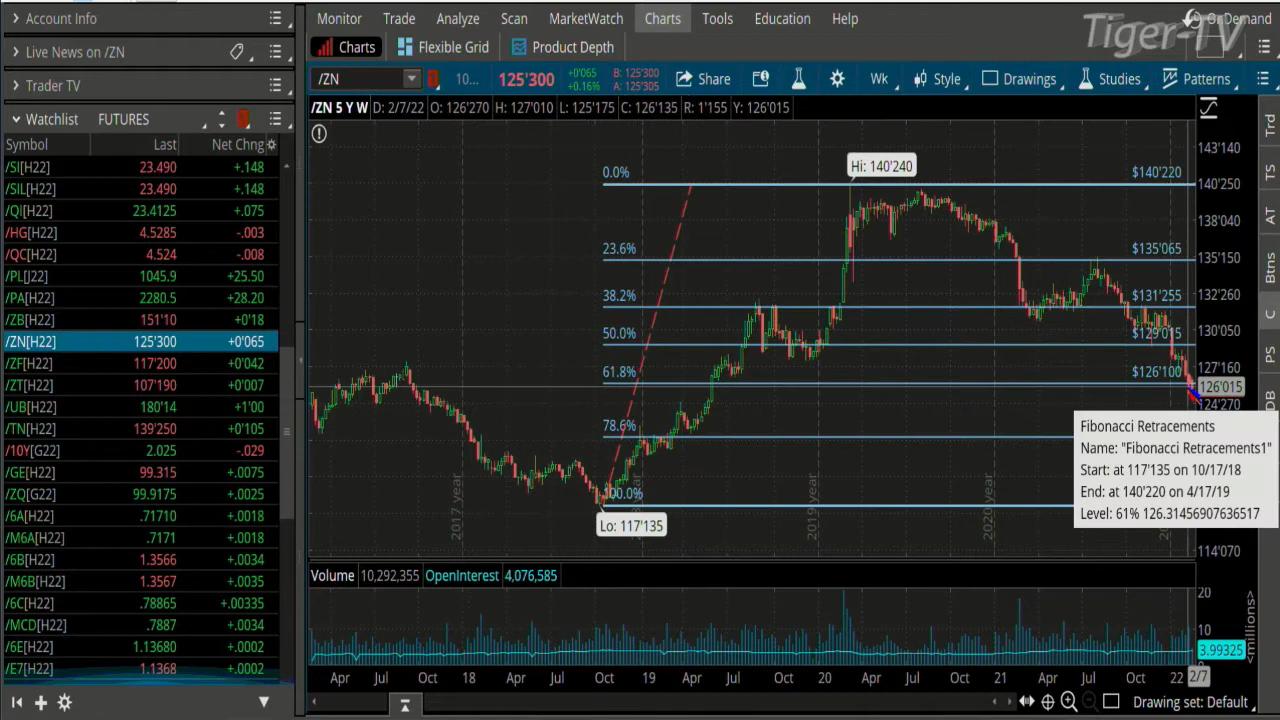 Account Info
Live News on /ZN
Trader TV
Watchlist FUTURES
Symbol Last Net Chng
/SI[H22] 23.490 +.148
/SIL[H22] 23.490 +.148
/QI[H22] 23.4125 +.075
/HG[H22] 4.5285 -.003
/QC[H22] 4.524 -.008
/PL[J22] 1045.9 +25.50
/PA[H22] 2280.5 +28.20
/ZB[H22] 151'10 +0'18
/ZN[H22] 125'300 +0'065
/ZF[H22] 117'200 +0'042
/ZT[H22] 107'190 +0'007
/UB[H22] 180'14 +1'00
/TN[H22] 139'250 +0'105
/10Y[G22] 2.025 -.029
/GE[H22] 99.315 +.0075
/ZQ[G22] 99.9175 +.0018
/6A[H22] .71710 +.0018
/M6A[H22] .7171 +.0018
/6B[H22] 1.3566 +.0034
/M6B[H22] 1.3567 +.0035
/6C[H22] .78865 +.00335
/MCD[H22] .7887 +.0034
/6E[H22] 1.13680 +.0002
/E7[H22] 1.1368 +.0002
Monitor Trade Analyze Scan MarketWatch Charts Tools Education Help OnDemand
Tiger-TV
Charts Flexible Grid Product Depth
/ZN 10... 125'300 +0'065 +0.16% B: 125'300 A: 125'305 Share Wk Style Drawings Studies Patterns
/ZN 5 Y W D: 2/7/22 O: 126'270 H: 127'010 L: 125'175 C: 126'135 R: 1'155 Y: 126'015
143'140
Hi: 140'240
0.0% $140'220
140'250
138'040
23.6% $135'065
135'150
38.2% $131'255
132'260
50.0% $129'015
130'050
61.8% $126'100
127'160
126'015
124'270
78.6%
100.0%
Lo: 117'135
114'070
2017 year
2019 year
2020 year
Fibonacci Retracements
Name: "Fibonacci Retracements1"
Start: at 117'135 on 10/17/18
End: at 140'220 on 4/17/19
Level: 61% 126.31456907636517
Volume 10,292,355 OpenInterest 4,076,585
20
10
3.99325
<millions>
Apr Jul Oct 18 Apr Jul Oct 19 Apr Jul Oct 20 Apr Jul Oct 21 Apr Jul Oct 22 2/7
Drawing set: Default
Trd
TS
AT
Btns
C
PS
DB